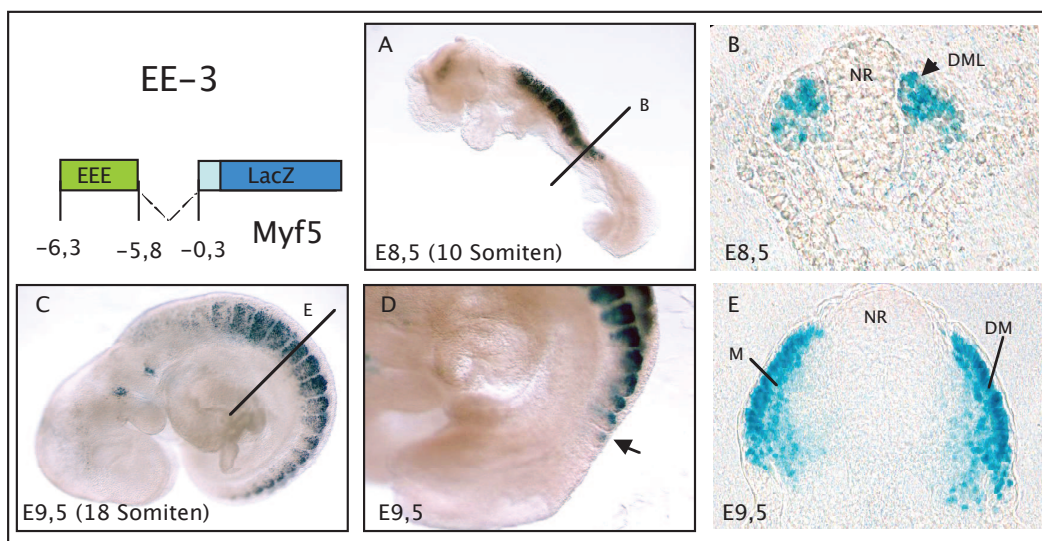 EE-3
EEE
LacZ
-6,3
-5,8
-0,3
Myf5
A
B
E8,5 (10 Somiten)
B
NR
DML
E8,5
C
E
E9,5 (18 Somiten)
D
E9,5
E
NR
M
DM
E9,5